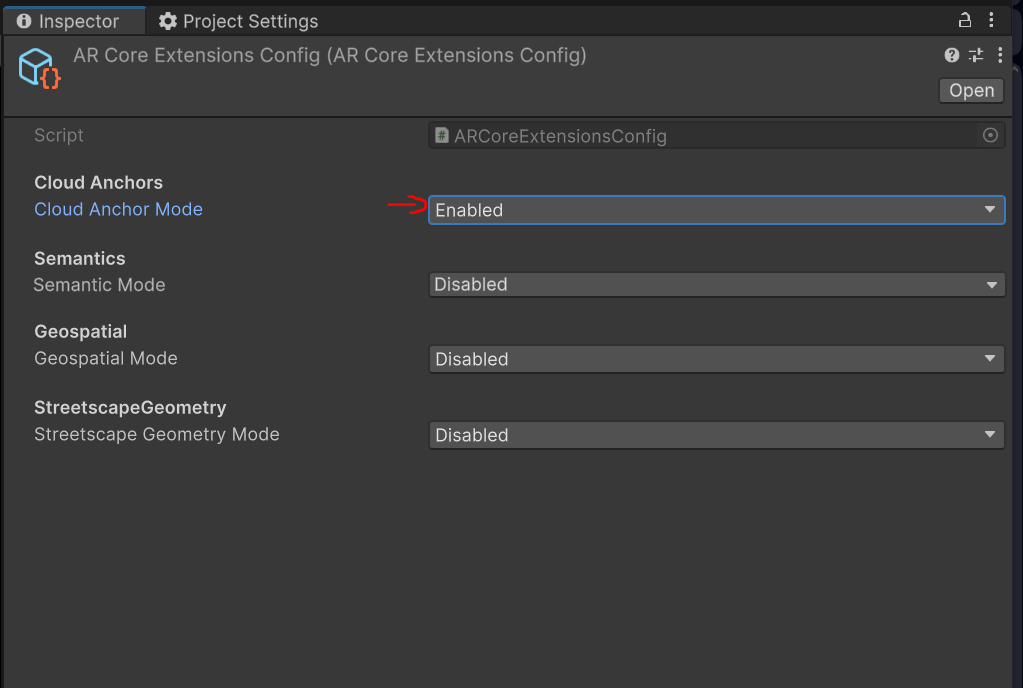 Inspector
Project Settings
AR Core Extensions Config (AR Core Extensions Config)
Open
Script
# ARCoreExtensionsConfig
Cloud Anchors
Cloud Anchor Mode
Enabled
Semantics
Semantic Mode
Disabled
Geospatial
Geospatial Mode
Disabled
StreetscapeGeometry
Streetscape Geometry Mode
Disabled